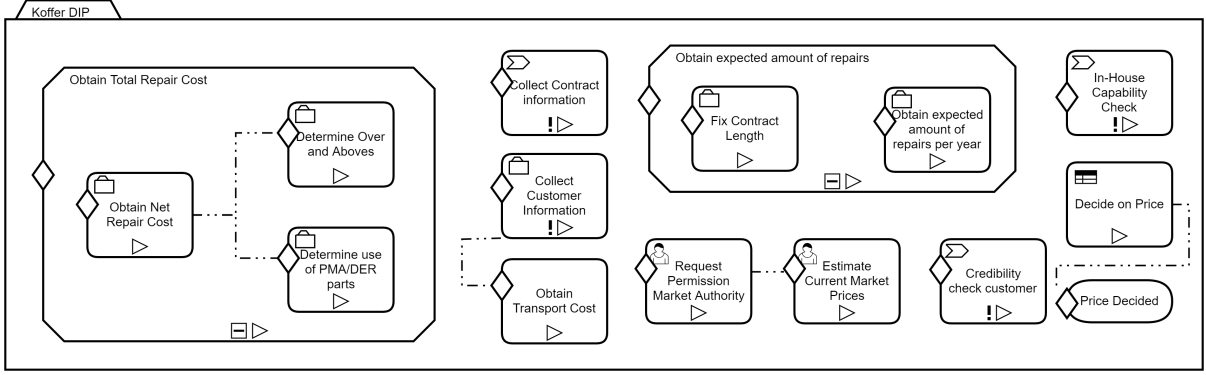 Koffer DIP
Obtain Total Repair Cost
Obtain Net
Repair Cost
Determine Over
and Aboves
Determine use
of PMA/DER
parts
Collect Contract
information
!
Collect
Customer
Information
!
Obtain
Transport Cost
Obtain expected amount of repairs
Fix Contract
Length
Obtain expected
amount of
repairs per year
Request
Permission
Market Authority
Estimate
Current Market
Prices
Credibility
check customer
!
In-House
Capability
Check
!
Decide on Price
Price Decided